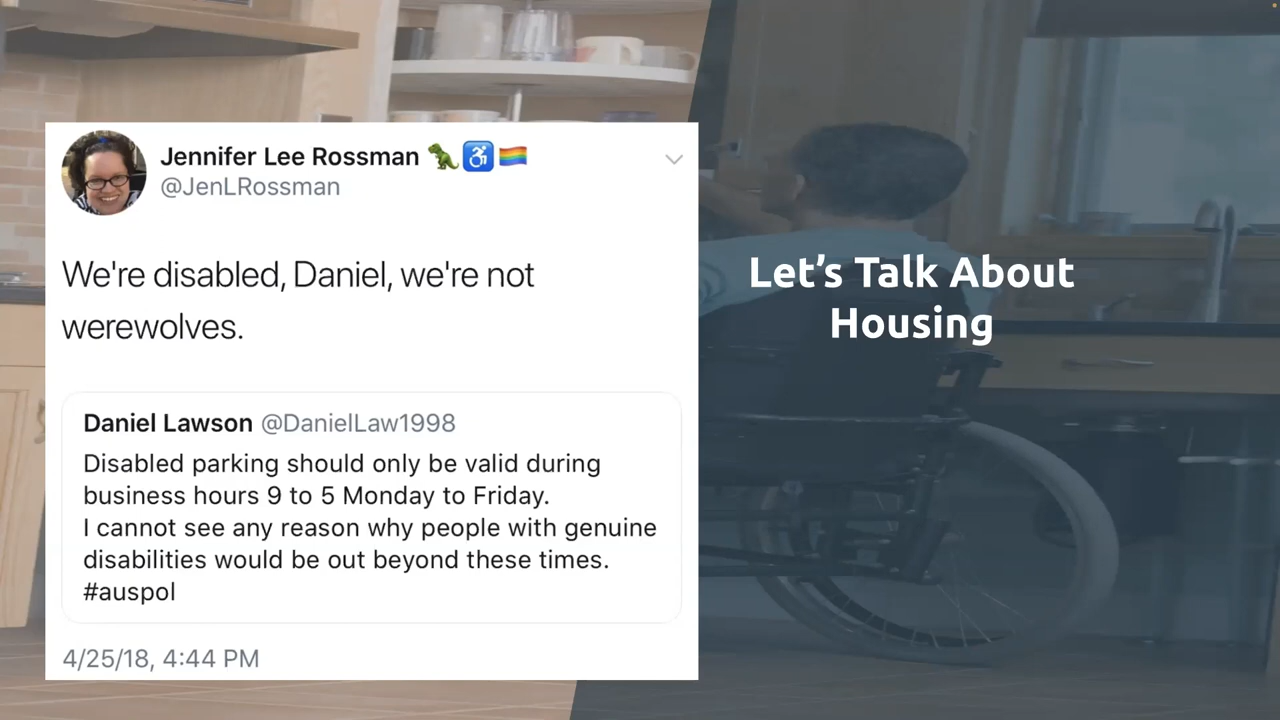 Jennifer Lee Rossman 🦖♿🏳️‍🌈
@JenLRossman
We're disabled, Daniel, we're not
werewolves.
Daniel Lawson @DanielLaw1998
Disabled parking should only be valid during
business hours 9 to 5 Monday to Friday.
I cannot see any reason why people with genuine
disabilities would be out beyond these times.
#auspol
4/25/18, 4:44 PM
Let's Talk About
Housing